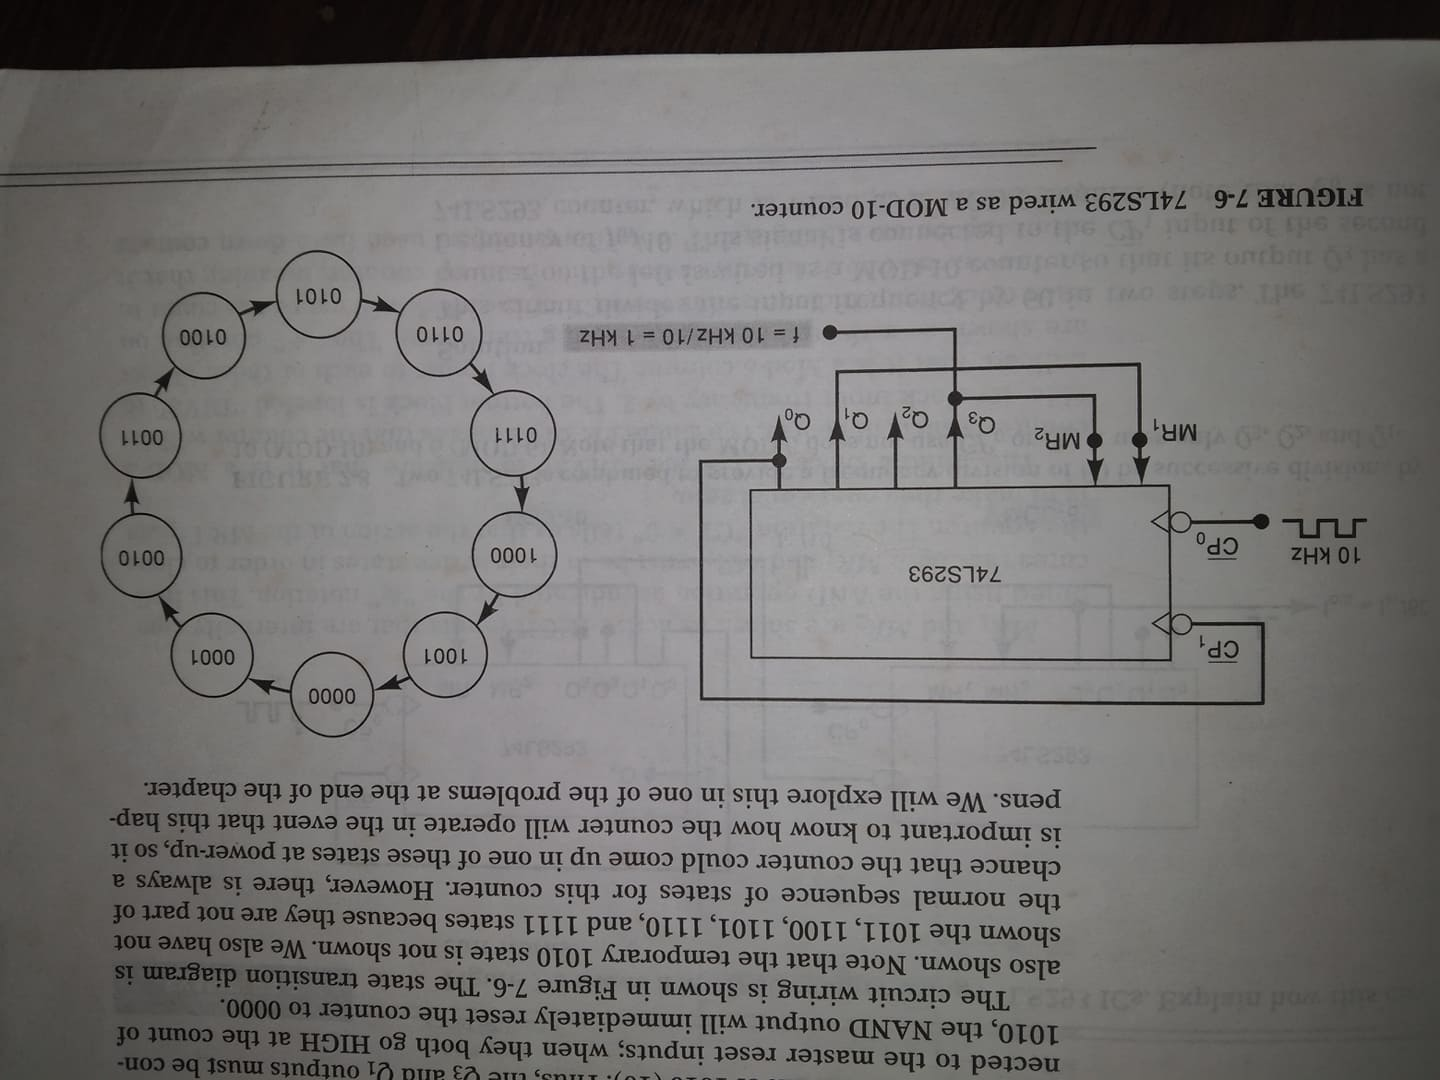 Q3 and Q1 outputs must be con-
nected to the master reset inputs; when they both go HIGH at the count of
1010, the NAND output will immediately reset the counter to 0000.
The circuit wiring is shown in Figure 7-6. The state transition diagram is
also shown. Note that the temporary 1010 state is not shown. We also have not
shown the 1011, 1100, 1101, 1110, and 1111 states because they are not part of
the normal sequence of states for this counter. However, there is always a
chance that the counter could come up in one of these states at power-up, so it
is important to know how the counter will operate in the event that this hap-
pens. We will explore this in one of the problems at the end of the chapter.
CP1
10 kHz
CP0
74LS293
MR1
MR2
Q3
Q2
Q1
Q0
f = 10 kHz/10 = 1 kHz
0000
0001
0010
0011
0100
0101
0110
0111
1000
1001
FIGURE 7-6 74LS293 wired as a MOD-10 counter.